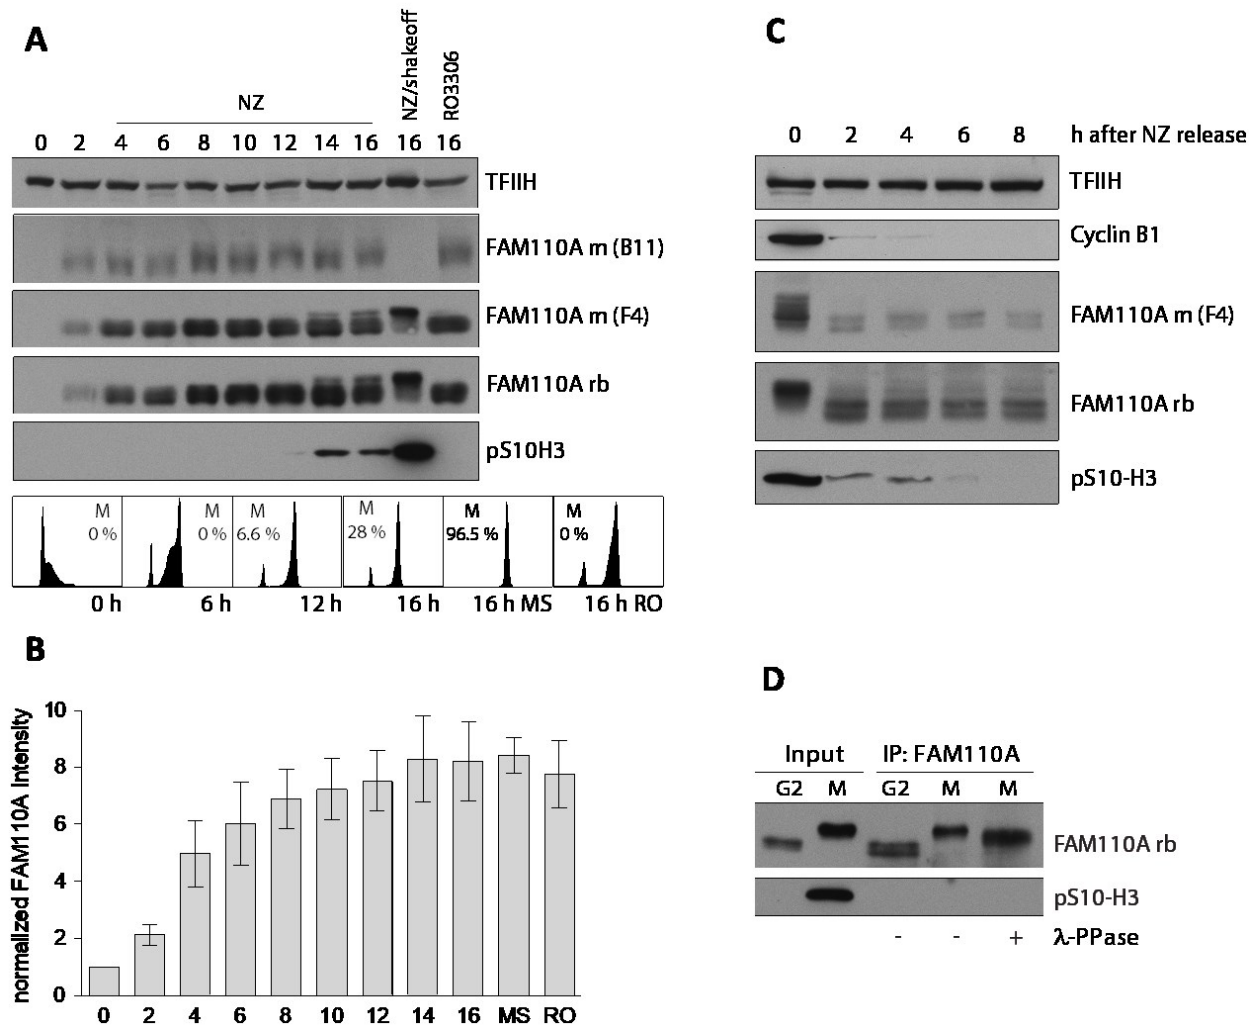 A
NZ
NZ/shakeoff
RO3306
0 2 4 6 8 10 12 14 16 16 16
TFIIH
FAM110A m (B11)
FAM110A m (F4)
FAM110A rb
pS10H3
M 0 %
M 0 %
M 6.6 %
M 28 %
M 96.5 %
M 0 %
0 h 6 h 12 h 16 h 16 h MS 16 h RO
B
normalized FAM110A intensity
10
8
6
4
2
0
0 2 4 6 8 10 12 14 16 MS RO
C
0 2 4 6 8 h after NZ release
TFIIH
Cyclin B1
FAM110A m (F4)
FAM110A rb
pS10-H3
D
Input IP: FAM110A
G2 M G2 M M
FAM110A rb
pS10-H3
- - + λ-PPase